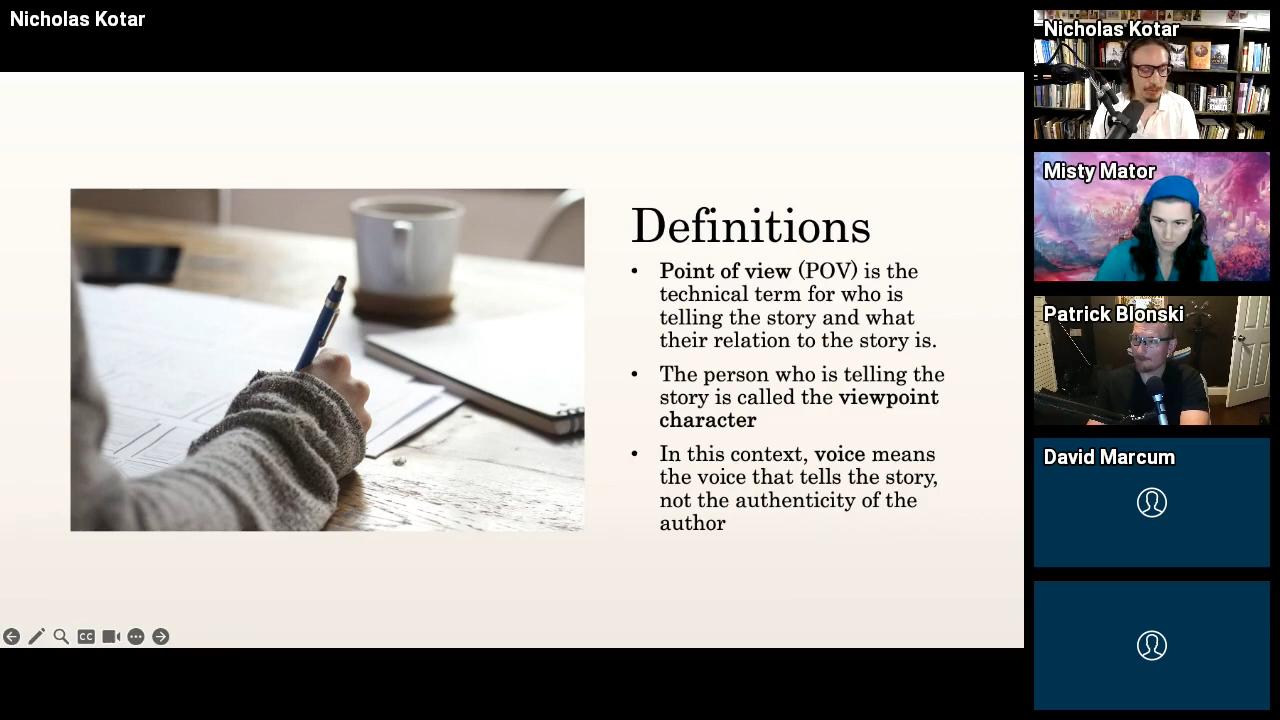 Nicholas Kotar
Definitions
• Point of view (POV) is the
technical term for who is
telling the story and what
their relation to the story is.
• The person who is telling the
story is called the viewpoint
character
• In this context, voice means
the voice that tells the story,
not the authenticity of the
author
CC
Nicholas Kotar
Misty Mator
Patrick Blonski
David Marcum